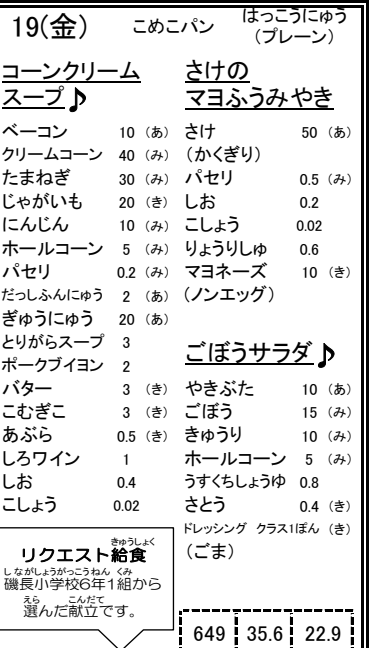 19(金) こめこパン はっこうにゅう
(プレーン)
コーンクリーム
スープ♪
ベーコン 10 (あ)
クリームコーン 40 (み)
たまねぎ 30 (み)
じゃがいも 20 (き)
にんじん 10 (み)
ホールコーン 5 (み)
パセリ 0.2 (み)
だっしふんにゅう 2 (あ)
ぎゅうにゅう 20 (あ)
とりがらスープ 3
ポークブイヨン 2
バター 3 (き)
こむぎこ 3 (き)
あぶら 0.5 (き)
しろワイン 1
しお 0.4
こしょう 0.02
さけの
マヨふうみやき
さけ 50 (あ)
(かくぎり)
パセリ 0.5 (み)
しお 0.2
こしょう 0.02
りょうりしゅ 0.6
マヨネーズ 10 (き)
(ノンエッグ)
ごぼうサラダ♪
やきぶた 10 (あ)
ごぼう 15 (み)
きゅうり 10 (み)
ホールコーン 5 (み)
うすくちしょうゆ 0.8
さとう 0.4 (き)
ドレッシング クラス1ぽん (き)
(ごま)
きゅうしょく
リクエスト給食
しながしょうがっこうねん くみ
磯長小学校6年1組から
えら こんだて
選んだ献立です。
649 35.6 22.9